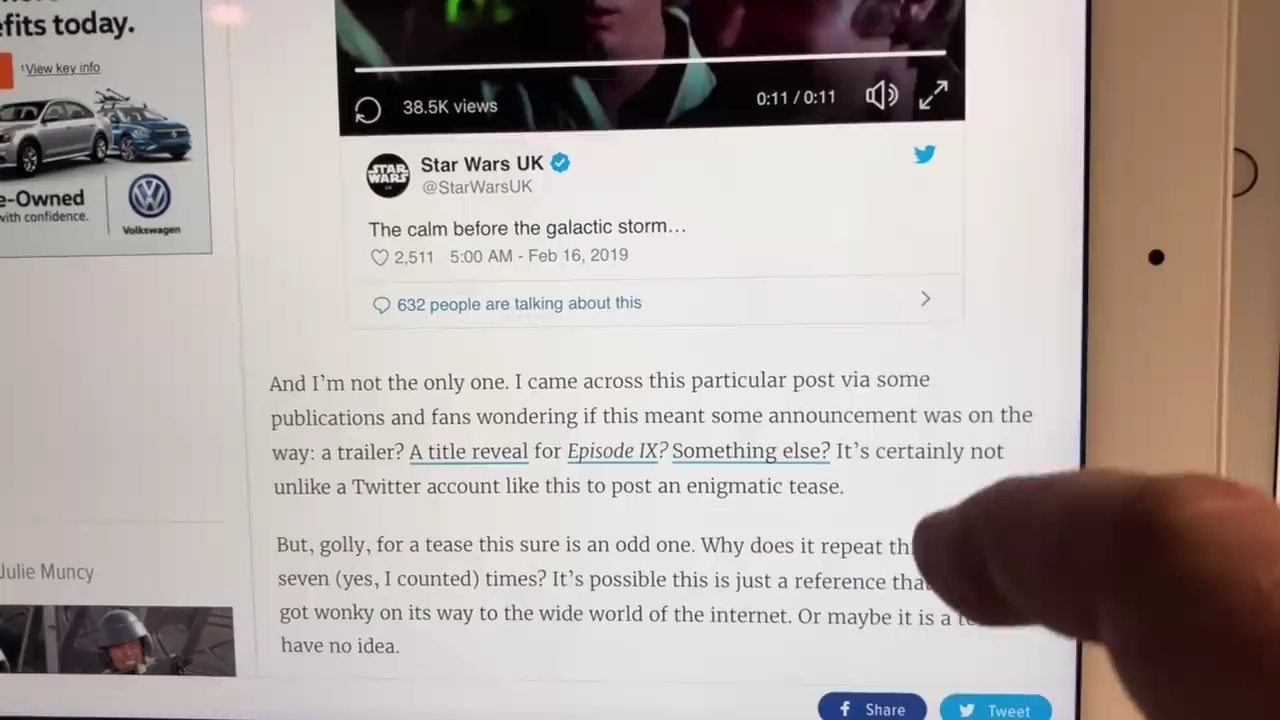 fits today.
¹View key info
e-Owned
with confidence.
Volkswagen
38.5K views
0:11 / 0:11
STAR WARS
Star Wars UK
@StarWarsUK
The calm before the galactic storm…
2,511 5:00 AM - Feb 16, 2019
632 people are talking about this
And I’m not the only one. I came across this particular post via some
publications and fans wondering if this meant some announcement was on the
way: a trailer? A title reveal for Episode IX? Something else? It’s certainly not
unlike a Twitter account like this to post an enigmatic tease.
But, golly, for a tease this sure is an odd one. Why does it repeat
seven (yes, I counted) times? It’s possible this is just a reference
got wonky on its way to the wide world of the internet. Or maybe it is a
have no idea.
Julie Muncy
Share
Tweet